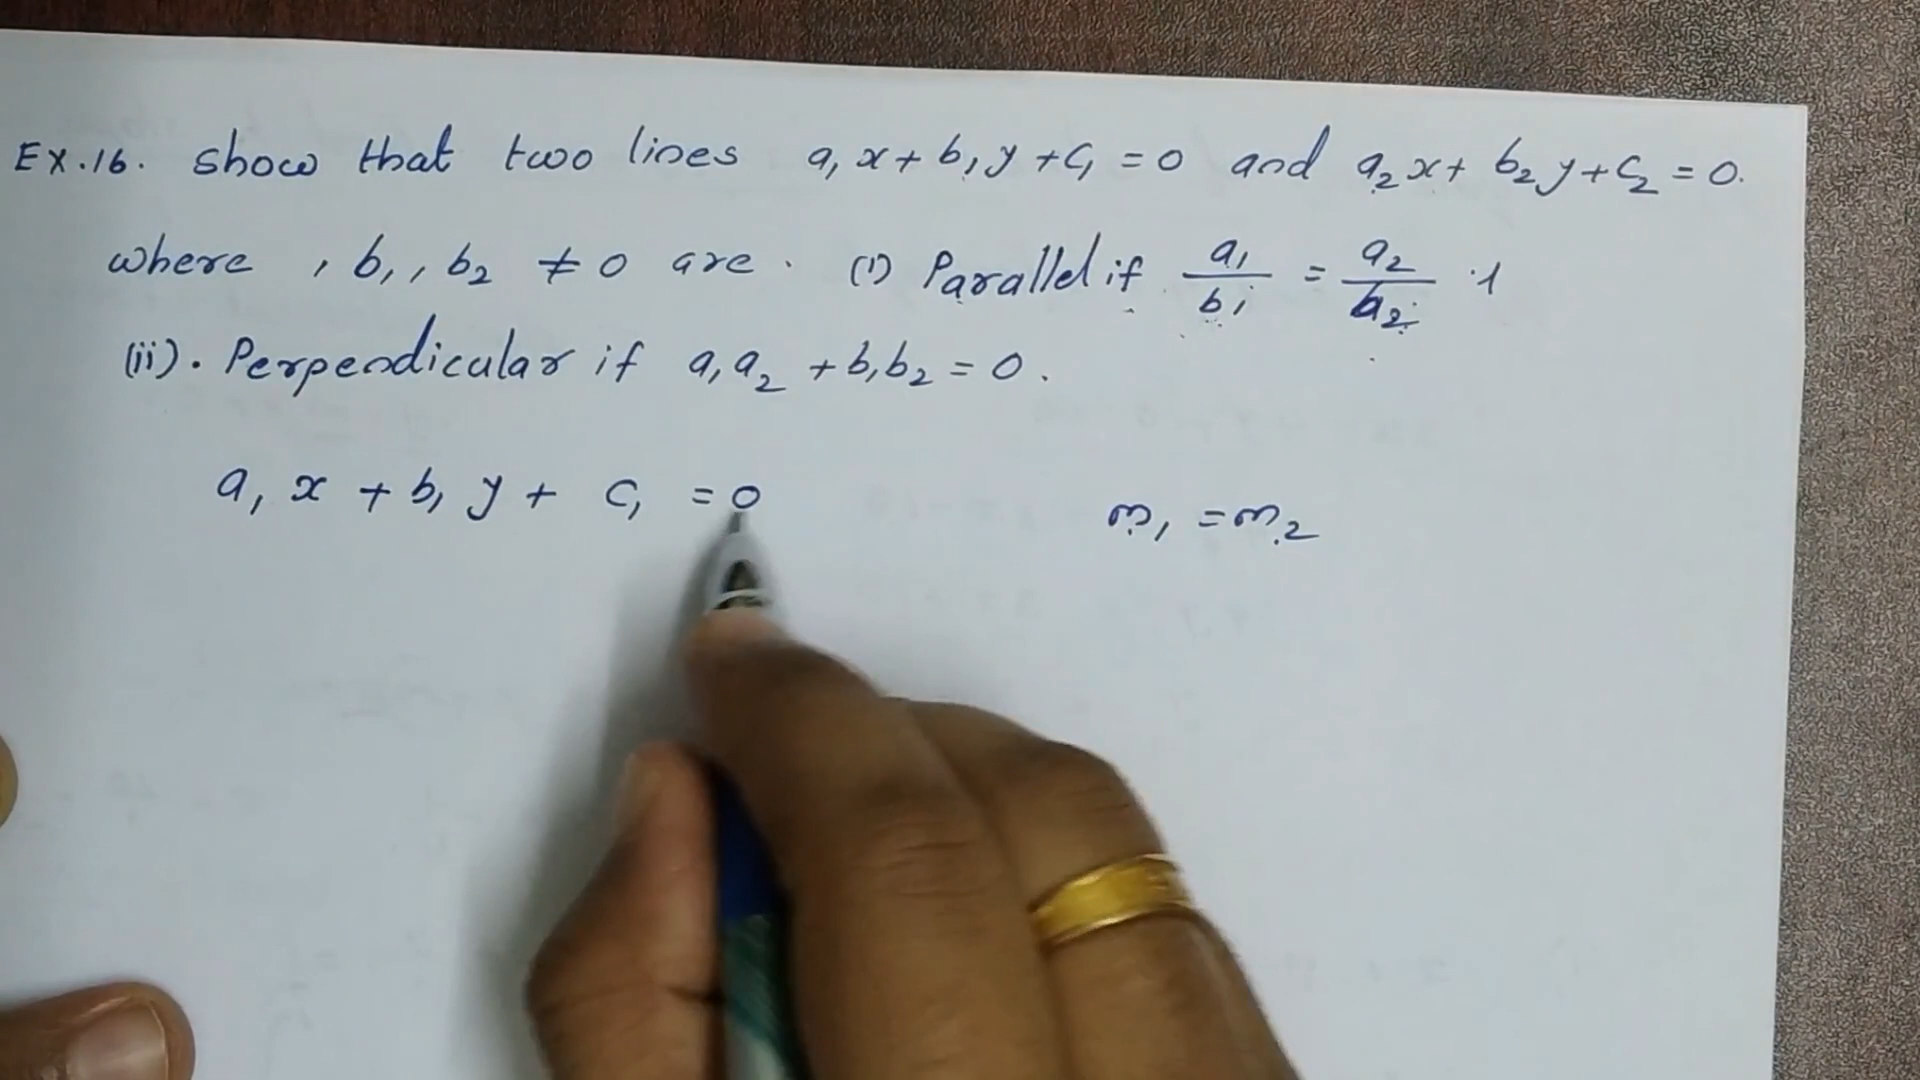 Ex.16. show that two lines a₁x + b₁y + c₁ = 0 and a₂x + b₂y + c₂ = 0.
where , b₁, b₂ ≠ 0 are. (i) Parallel if a₁/b₁ = a₂/b₂ .
(ii). Perpendicular if a₁a₂ + b₁b₂ = 0.
a₁x + b₁y + c₁ = 0 m₁ = m₂